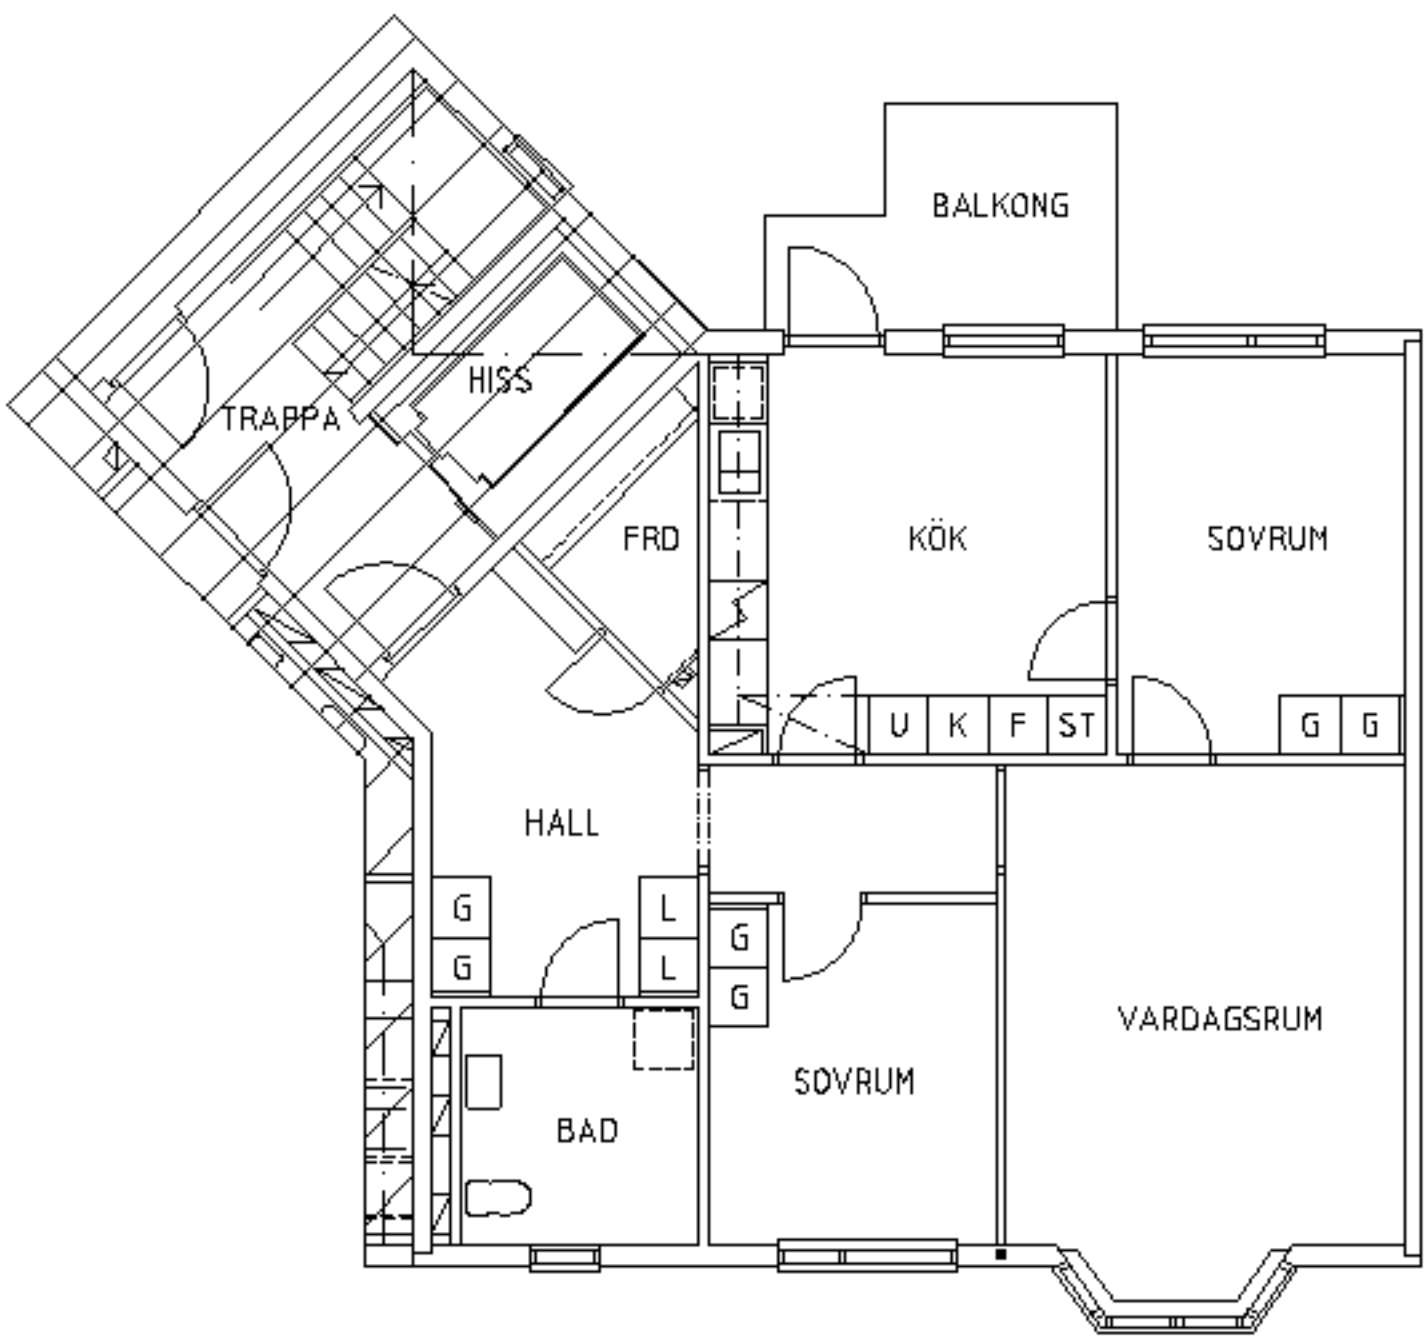 BALKONG
HISS
TRAPPA
FRD
KÖK
SOVRUM
U K F ST
G G
HALL
G
L
G
L
G
G
VARDAGSRUM
SOVRUM
BAD